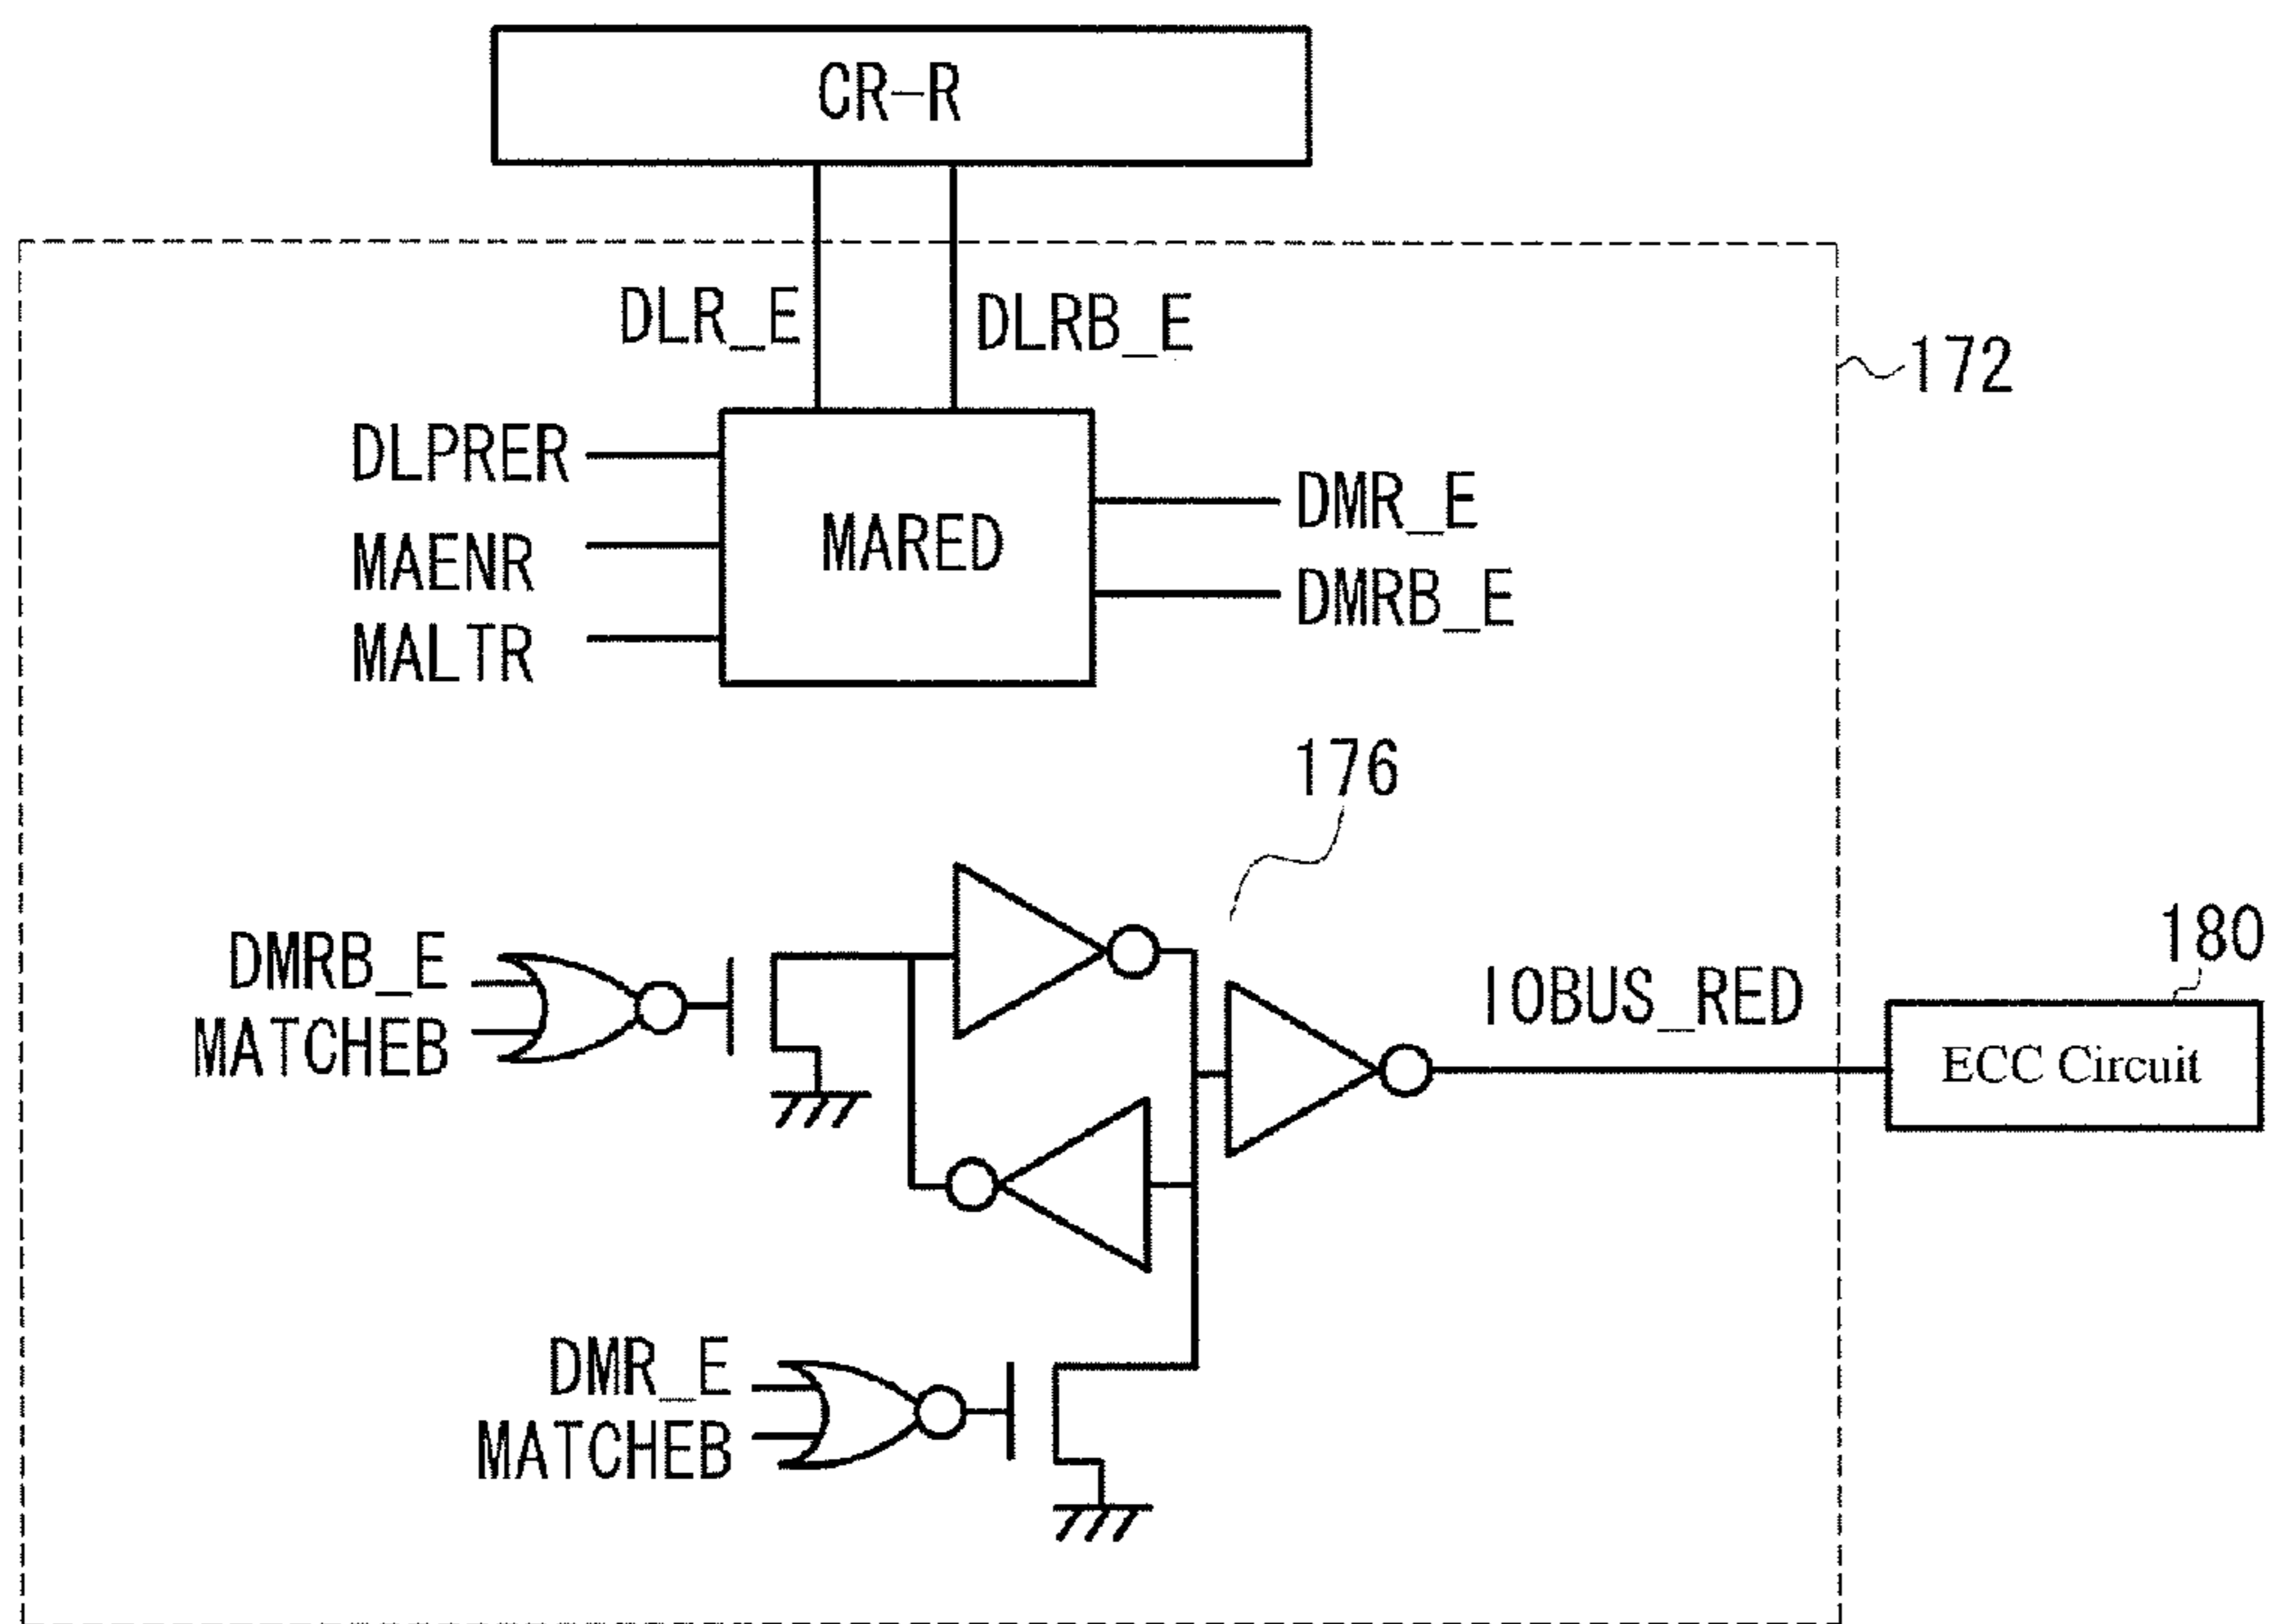 CR-R
DLR_E
DLRB_E
172
DLPRER
MAENR
MALTR
MARED
DMR_E
DMRB_E
176
180
DMRB_E
MATCHEB
IOBUS_RED
ECC Circuit
DMR_E
MATCHEB